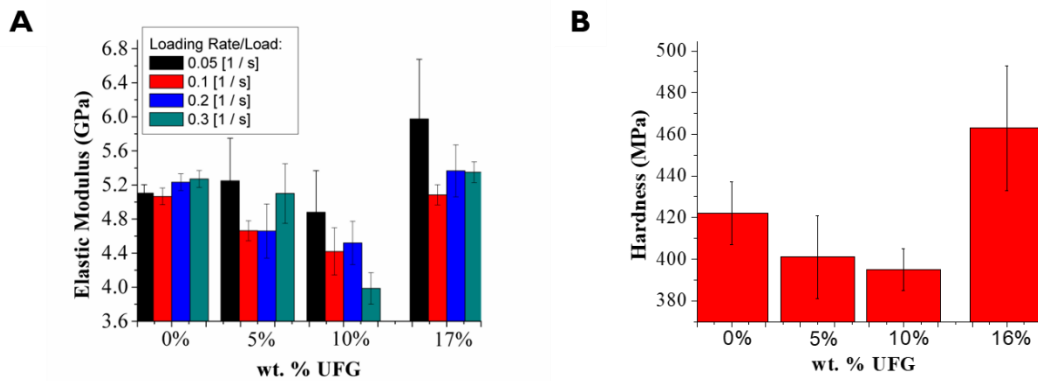 A
Elastic Modulus (GPa)
6.8
6.4
6.0
5.6
5.2
4.8
4.4
4.0
3.6
Loading Rate/Load:
0.05 [1 / s]
0.1 [1 / s]
0.2 [1 / s]
0.3 [1 / s]
0% 5% 10% 17%
wt. % UFG
B
Hardness (MPa)
500
480
460
440
420
400
380
0% 5% 10% 16%
wt. % UFG